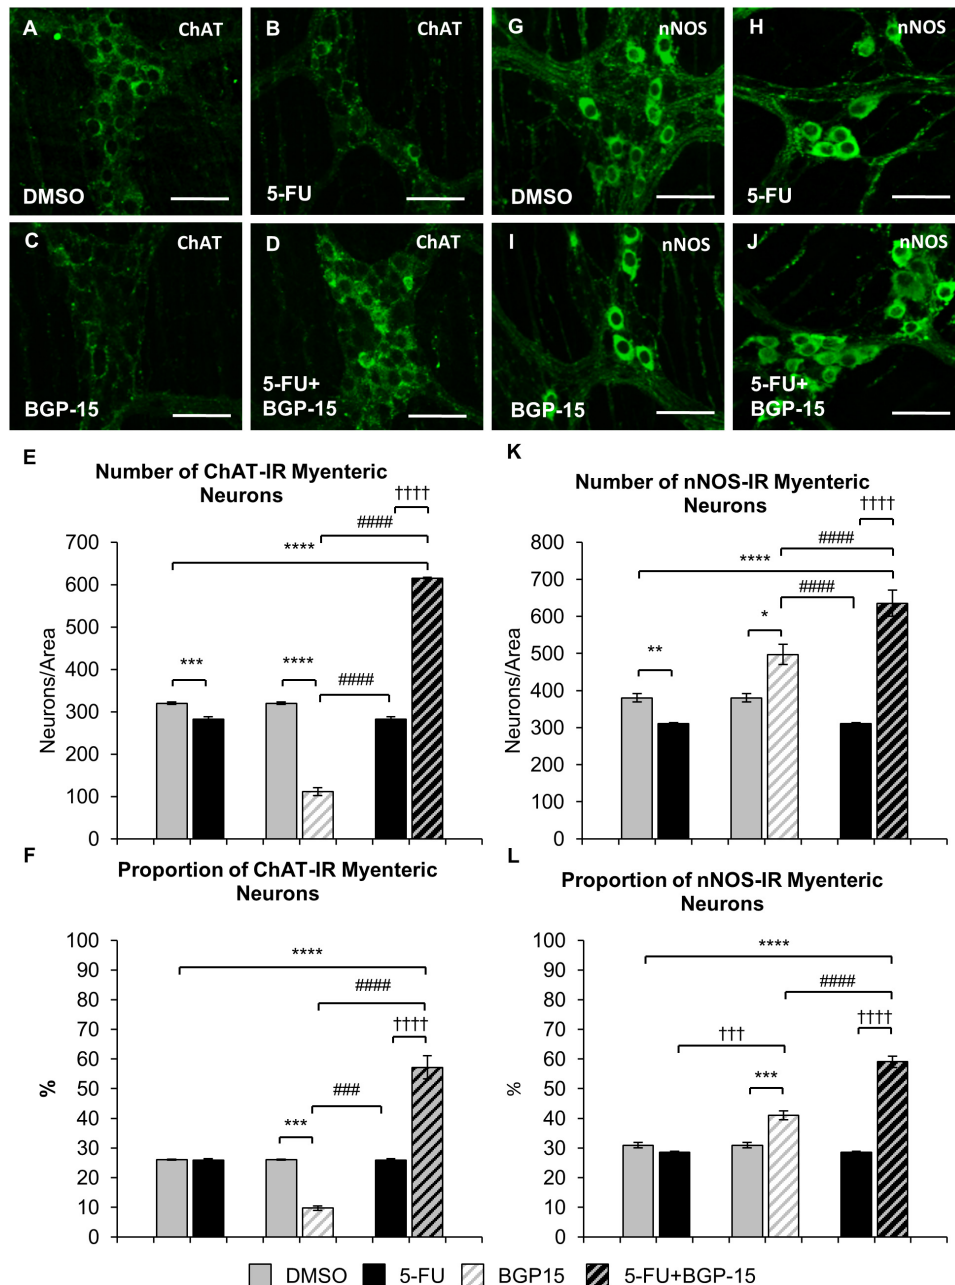 A
ChAT
DMSO
B
ChAT
5-FU
G
nNOS
DMSO
H
nNOS
5-FU
C
ChAT
BGP-15
D
ChAT
5-FU+
BGP-15
I
nNOS
BGP-15
J
nNOS
5-FU+
BGP-15
E
Number of ChAT-IR Myenteric
Neurons
††††
####
****
***
****
####
Neurons/Area
700
600
500
400
300
200
100
0
K
Number of nNOS-IR Myenteric
Neurons
††††
####
****
####
*
**
Neurons/Area
800
700
600
500
400
300
200
100
0
F
Proportion of ChAT-IR Myenteric
Neurons
****
####
††††
###
***
%
100
90
80
70
60
50
40
30
20
10
0
L
Proportion of nNOS-IR Myenteric
Neurons
****
####
††††
†††
***
%
100
90
80
70
60
50
40
30
20
10
0
DMSO 5-FU BGP15 5-FU+BGP-15